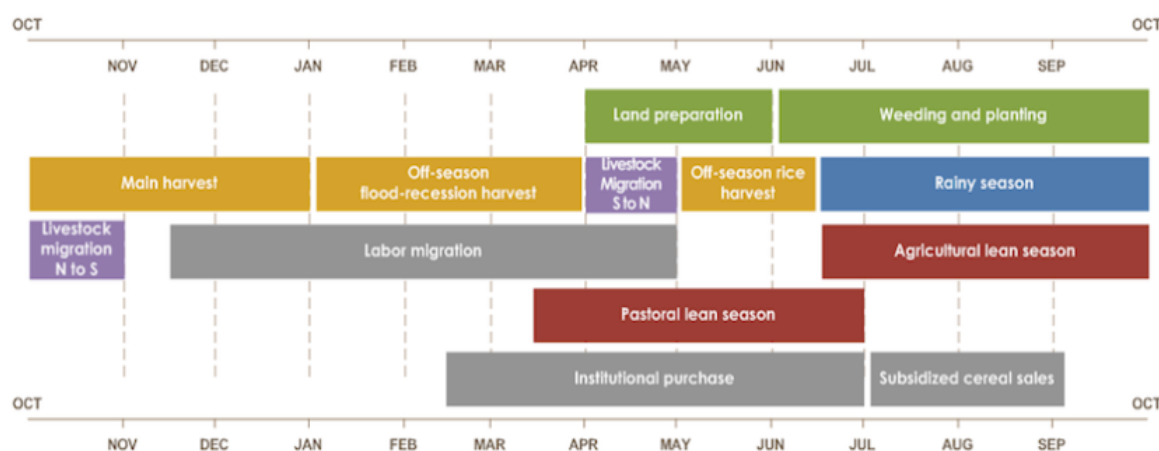 OCT
OCT
NOV DEC JAN FEB MAR APR MAY JUN JUL AUG SEP
Land preparation
Weeding and planting
Main harvest
Off-season
flood-recession harvest
Livestock
Migration
S to N
Off-season rice
harvest
Rainy season
Livestock
migration
N to S
Labor migration
Agricultural lean season
Pastoral lean season
Institutional purchase
Subsidized cereal sales
OCT
OCT
NOV DEC JAN FEB MAR APR MAY JUN JUL AUG SEP